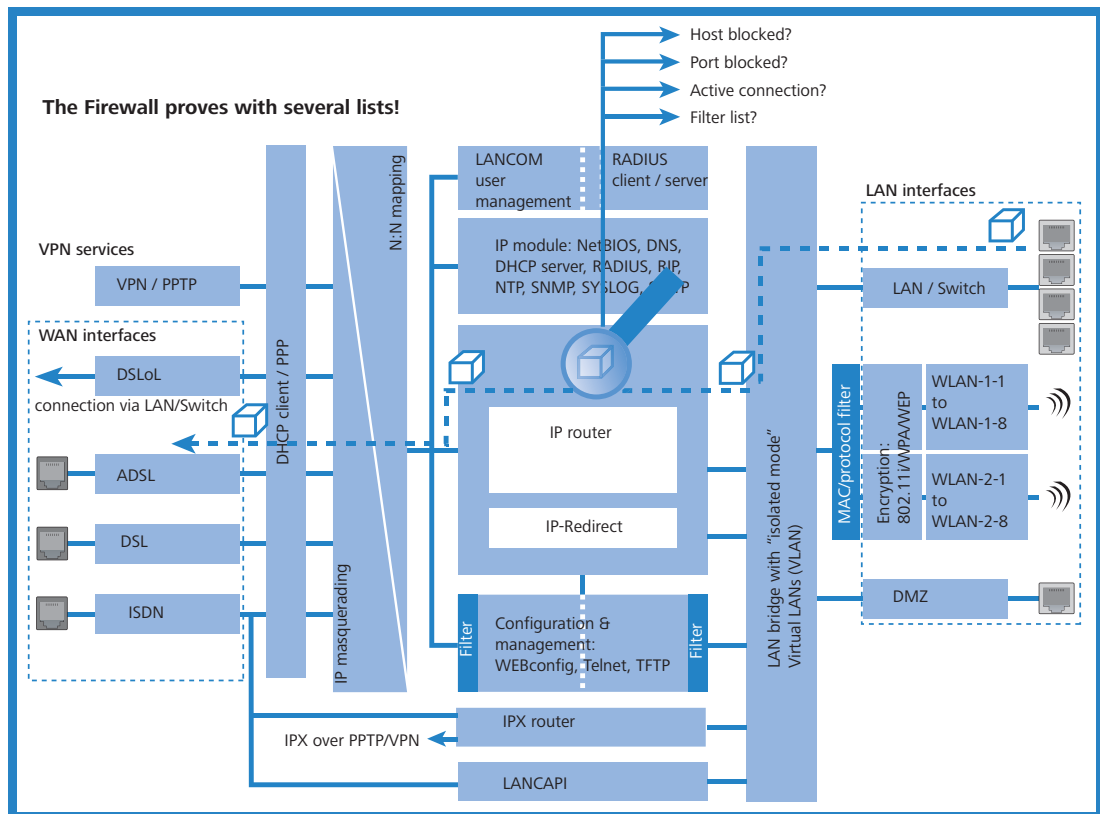 Host blocked?
Port blocked?
Active connection?
Filter list?
The Firewall proves with several lists!
LANCOM
user
management
RADIUS
client / server
N:N mapping
IP masquerading
DHCP client / PPP
VPN services
VPN / PPTP
WAN interfaces
DSLoL
connection via LAN/Switch
ADSL
DSL
ISDN
IP module: NetBIOS, DNS,
DHCP server, RADIUS, RIP,
NTP, SNMP, SYSLOG,
IP router
IP-Redirect
Filter
Configuration &
management:
WEBconfig, Telnet, TFTP
Filter
IPX router
IPX over PPTP/VPN
LANCAPI
LAN bridge with “isolated mode”
Virtual LANs (VLAN)
LAN interfaces
LAN / Switch
MAC/protocol filter
Encryption:
802.11i/WPA/WEP
WLAN-1-1
to
WLAN-1-8
WLAN-2-1
to
WLAN-2-8
DMZ